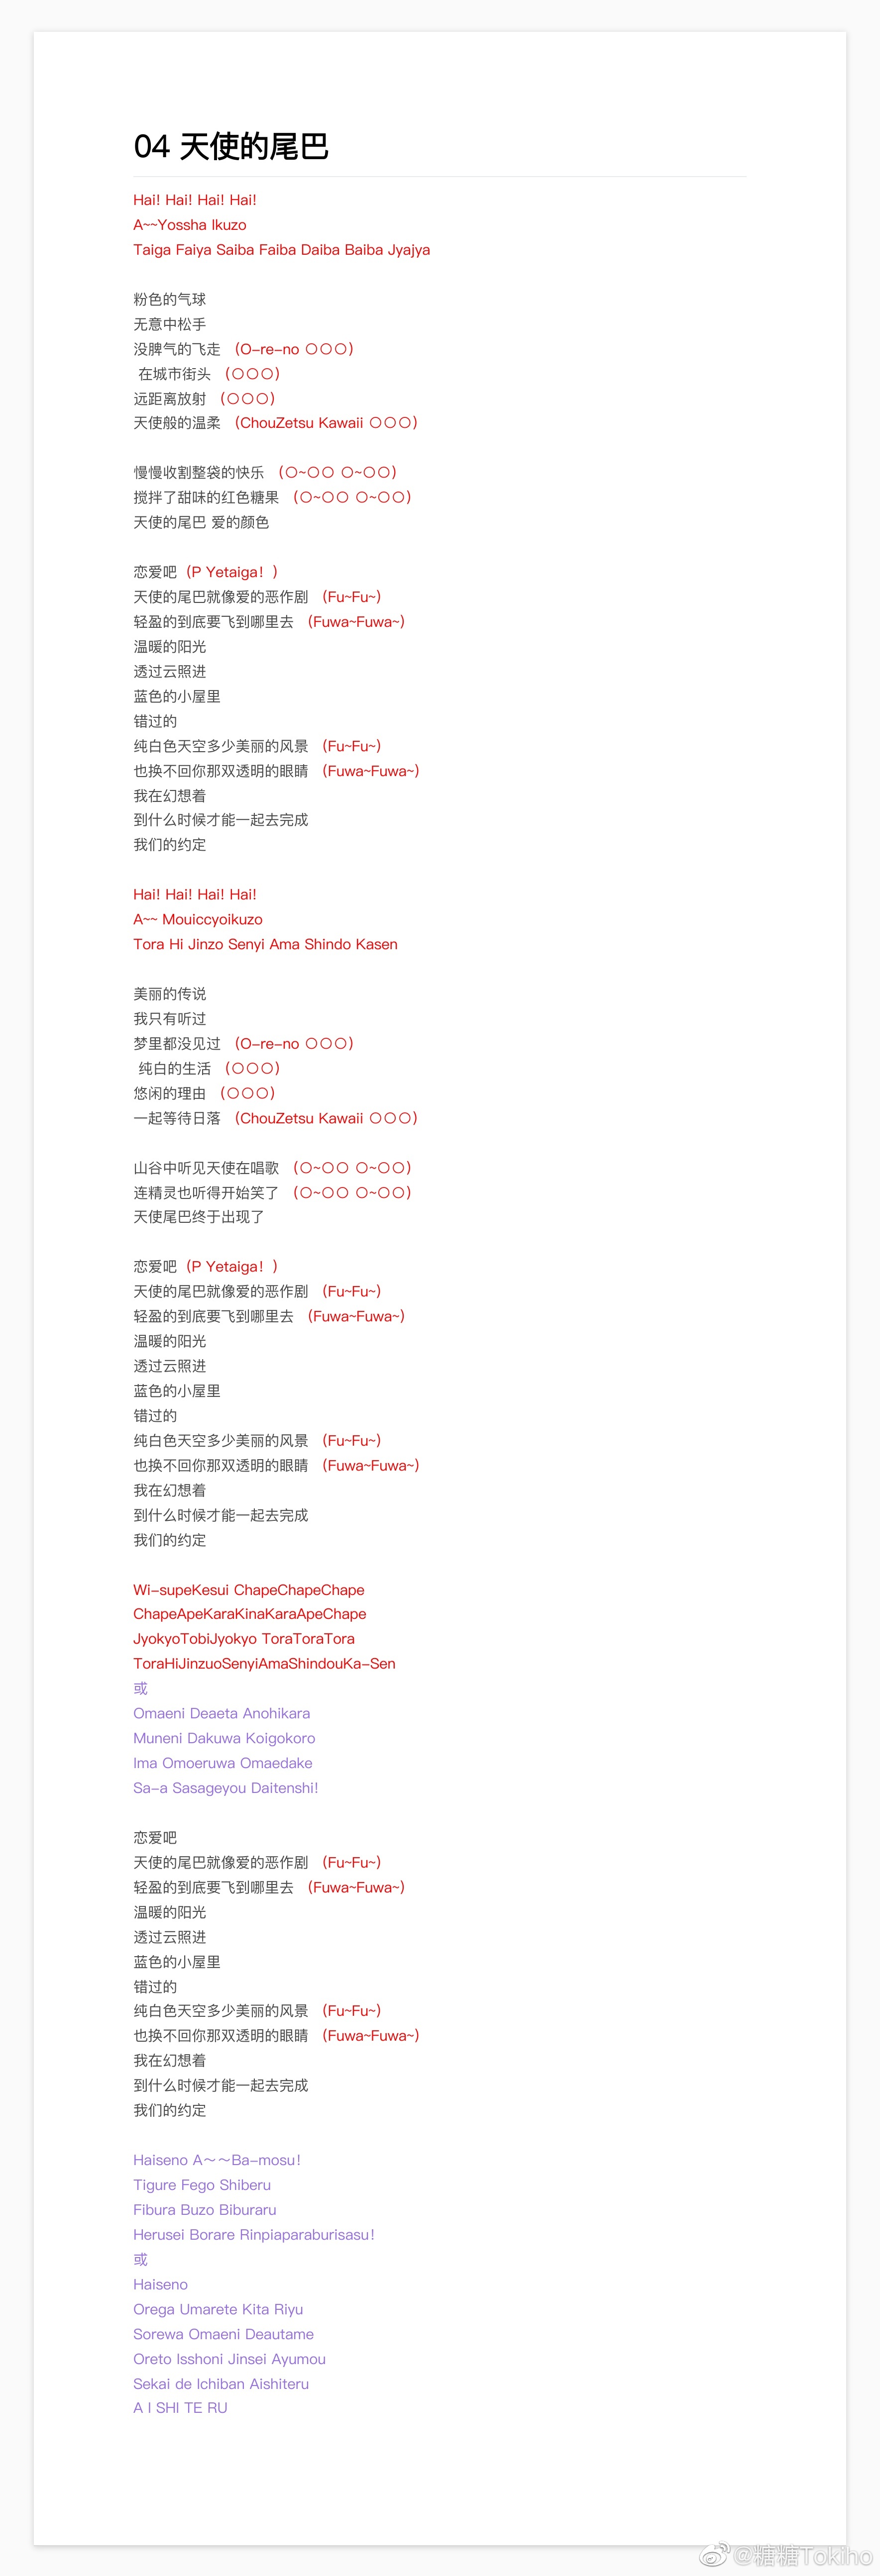 04 天使的尾巴
Hai! Hai! Hai! Hai!
A~~Yossha Ikuzo
Taiga Faiya Saiba Faiba Daiba Baiba Jyajya
粉色的气球
无意中松手
没脾气的飞走 （O-re-no 〇〇〇）
在城市街头 （〇〇〇）
远距离放射 （〇〇〇）
天使般的温柔 （ChouZetsu Kawaii 〇〇〇）
慢慢收割整袋的快乐 （〇~〇〇 〇~〇〇）
搅拌了甜味的红色糖果 （〇~〇〇 〇~〇〇）
天使的尾巴 爱的颜色
恋爱吧（P Yetaiga！）
天使的尾巴就像爱的恶作剧 （Fu~Fu~）
轻盈的到底要飞到哪里去 （Fuwa~Fuwa~）
温暖的阳光
透过云照进
蓝色的小屋里
错过的
纯白色天空多少美丽的风景 （Fu~Fu~）
也换不回你那双透明的眼睛 （Fuwa~Fuwa~）
我在幻想着
到什么时候才能一起去完成
我们的约定
Hai! Hai! Hai! Hai!
A~~ Mouiccyoikuzo
Tora Hi Jinzo Senyi Ama Shindo Kasen
美丽的传说
我只有听过
梦里都没见过 （O-re-no 〇〇〇）
纯白的生活 （〇〇〇）
悠闲的理由 （〇〇〇）
一起等待日落 （ChouZetsu Kawaii 〇〇〇）
山谷中听见天使在唱歌 （〇~〇〇 〇~〇〇）
连精灵也听得开始笑了 （〇~〇〇 〇~〇〇）
天使尾巴终于出现了
恋爱吧（P Yetaiga！）
天使的尾巴就像爱的恶作剧 （Fu~Fu~）
轻盈的到底要飞到哪里去 （Fuwa~Fuwa~）
温暖的阳光
透过云照进
蓝色的小屋里
错过的
纯白色天空多少美丽的风景 （Fu~Fu~）
也换不回你那双透明的眼睛 （Fuwa~Fuwa~）
我在幻想着
到什么时候才能一起去完成
我们的约定
Wi-supeKesui ChapeChapeChape
ChapeApeKaraKinaKaraApeChape
JyokyoTobiJyokyo ToraToraTora
ToraHiJinzuoSenyiAmaShindouKa-Sen
或
Omaeni Deaeta Anohikara
Muneni Dakuwa Koigokoro
Ima Omoeruwa Omaedake
Sa-a Sasageyou Daitenshi!
恋爱吧
天使的尾巴就像爱的恶作剧 （Fu~Fu~）
轻盈的到底要飞到哪里去 （Fuwa~Fuwa~）
温暖的阳光
透过云照进
蓝色的小屋里
错过的
纯白色天空多少美丽的风景 （Fu~Fu~）
也换不回你那双透明的眼睛 （Fuwa~Fuwa~）
我在幻想着
到什么时候才能一起去完成
我们的约定
Haiseno A～～Ba-mosu！
Tigure Fego Shiberu
Fibura Buzo Biburaru
Herusei Borare Rinpiaparaburisasu！
或
Haiseno
Orega Umarete Kita Riyu
Sorewa Omaeni Deautame
Oreto Isshoni Jinsei Ayumou
Sekai de Ichiban Aishiteru
A I SHI TE RU
@糖糖Tokiho